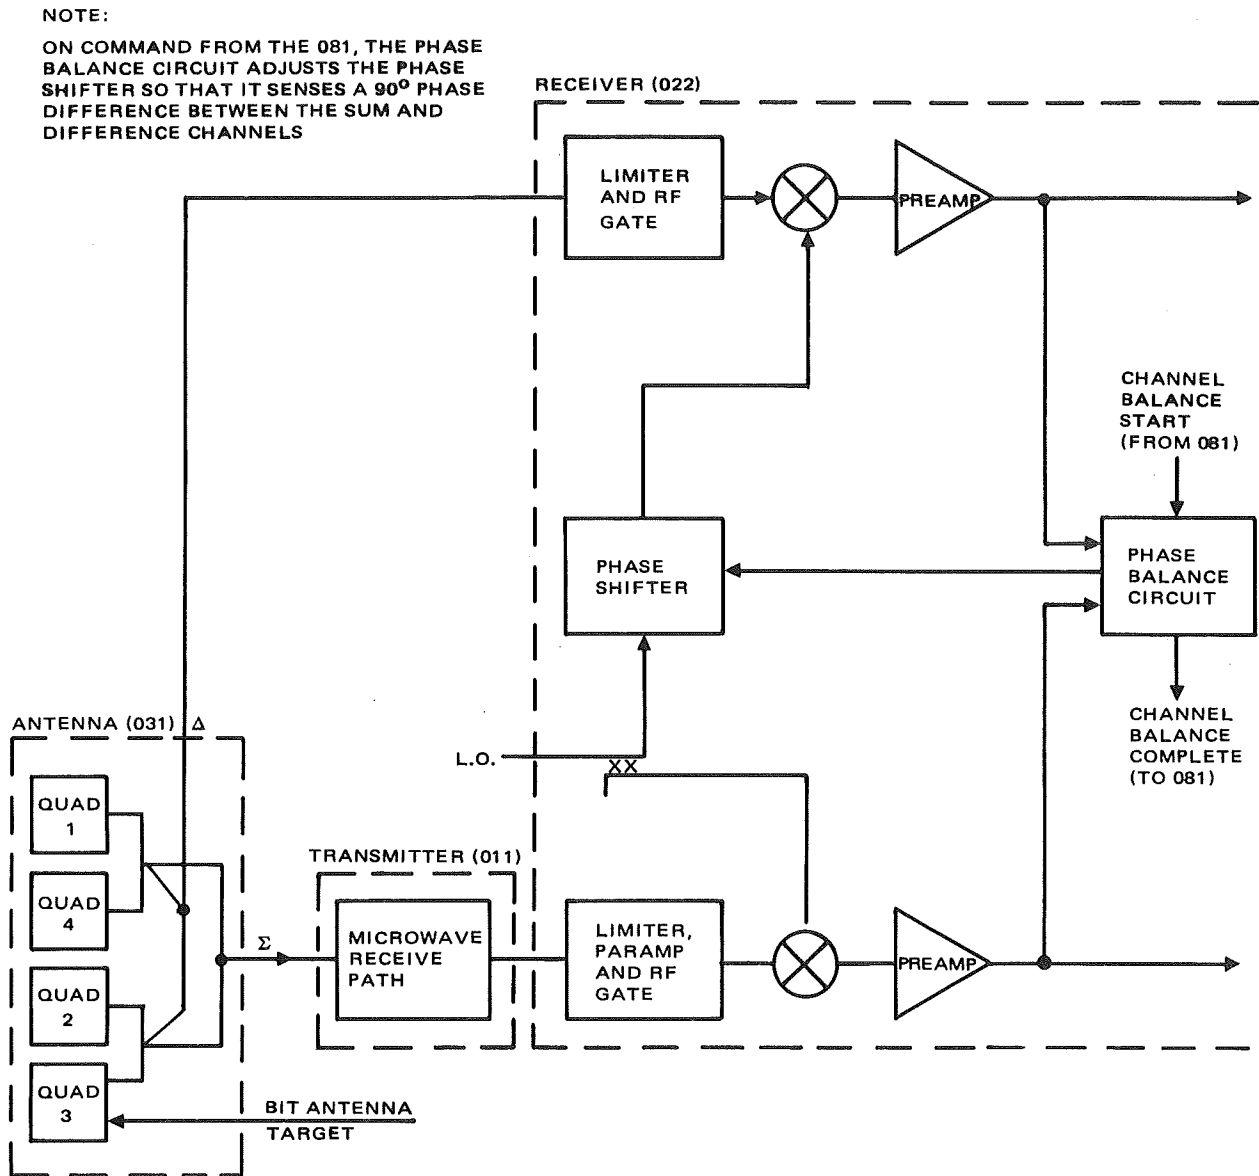 NOTE:
ON COMMAND FROM THE 081, THE PHASE
BALANCE CIRCUIT ADJUSTS THE PHASE
SHIFTER SO THAT IT SENSES A 90° PHASE
DIFFERENCE BETWEEN THE SUM AND
DIFFERENCE CHANNELS
RECEIVER (022)
LIMITER
AND RF
GATE
PREAMP
CHANNEL
BALANCE
START
(FROM 081)
PHASE
SHIFTER
PHASE
BALANCE
CIRCUIT
CHANNEL
BALANCE
COMPLETE
(TO 081)
ANTENNA (031)
Δ
L.O.
XX
QUAD
1
QUAD
4
QUAD
2
QUAD
3
Σ
TRANSMITTER (011)
MICROWAVE
RECEIVE
PATH
LIMITER,
PARAMP
AND RF
GATE
PREAMP
BIT ANTENNA
TARGET